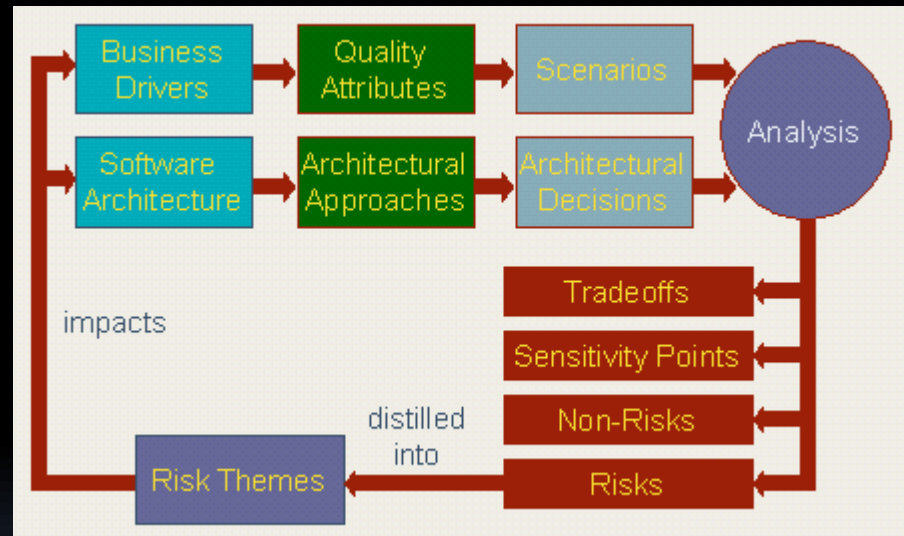 Business
Drivers
Quality
Attributes
Scenarios
Analysis
Software
Architecture
Architectural
Approaches
Architectural
Decisions
Tradeoffs
Sensitivity Points
Non-Risks
Risks
impacts
distilled
into
Risk Themes